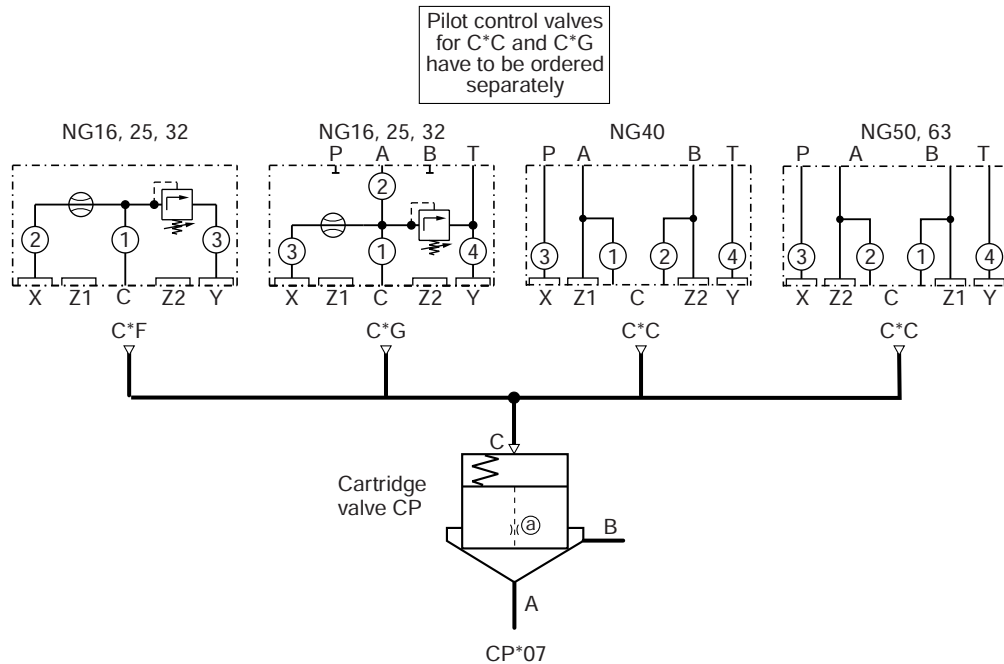 Pilot control valves
for C*C and C*G
have to be ordered
separately
NG16, 25, 32
NG16, 25, 32
NG40
NG50, 63
P A B T
P A B T
P A B T
2
1
3
3
2
1
4
3
1
2
4
3
2
1
4
X Z1 C Z2 Y
X Z1 C Z2 Y
X Z1 C Z2 Y
X Z2 C Z1 Y
C*F
C*G
C*C
C*C
C
Cartridge
valve CP
a
B
A
CP*07